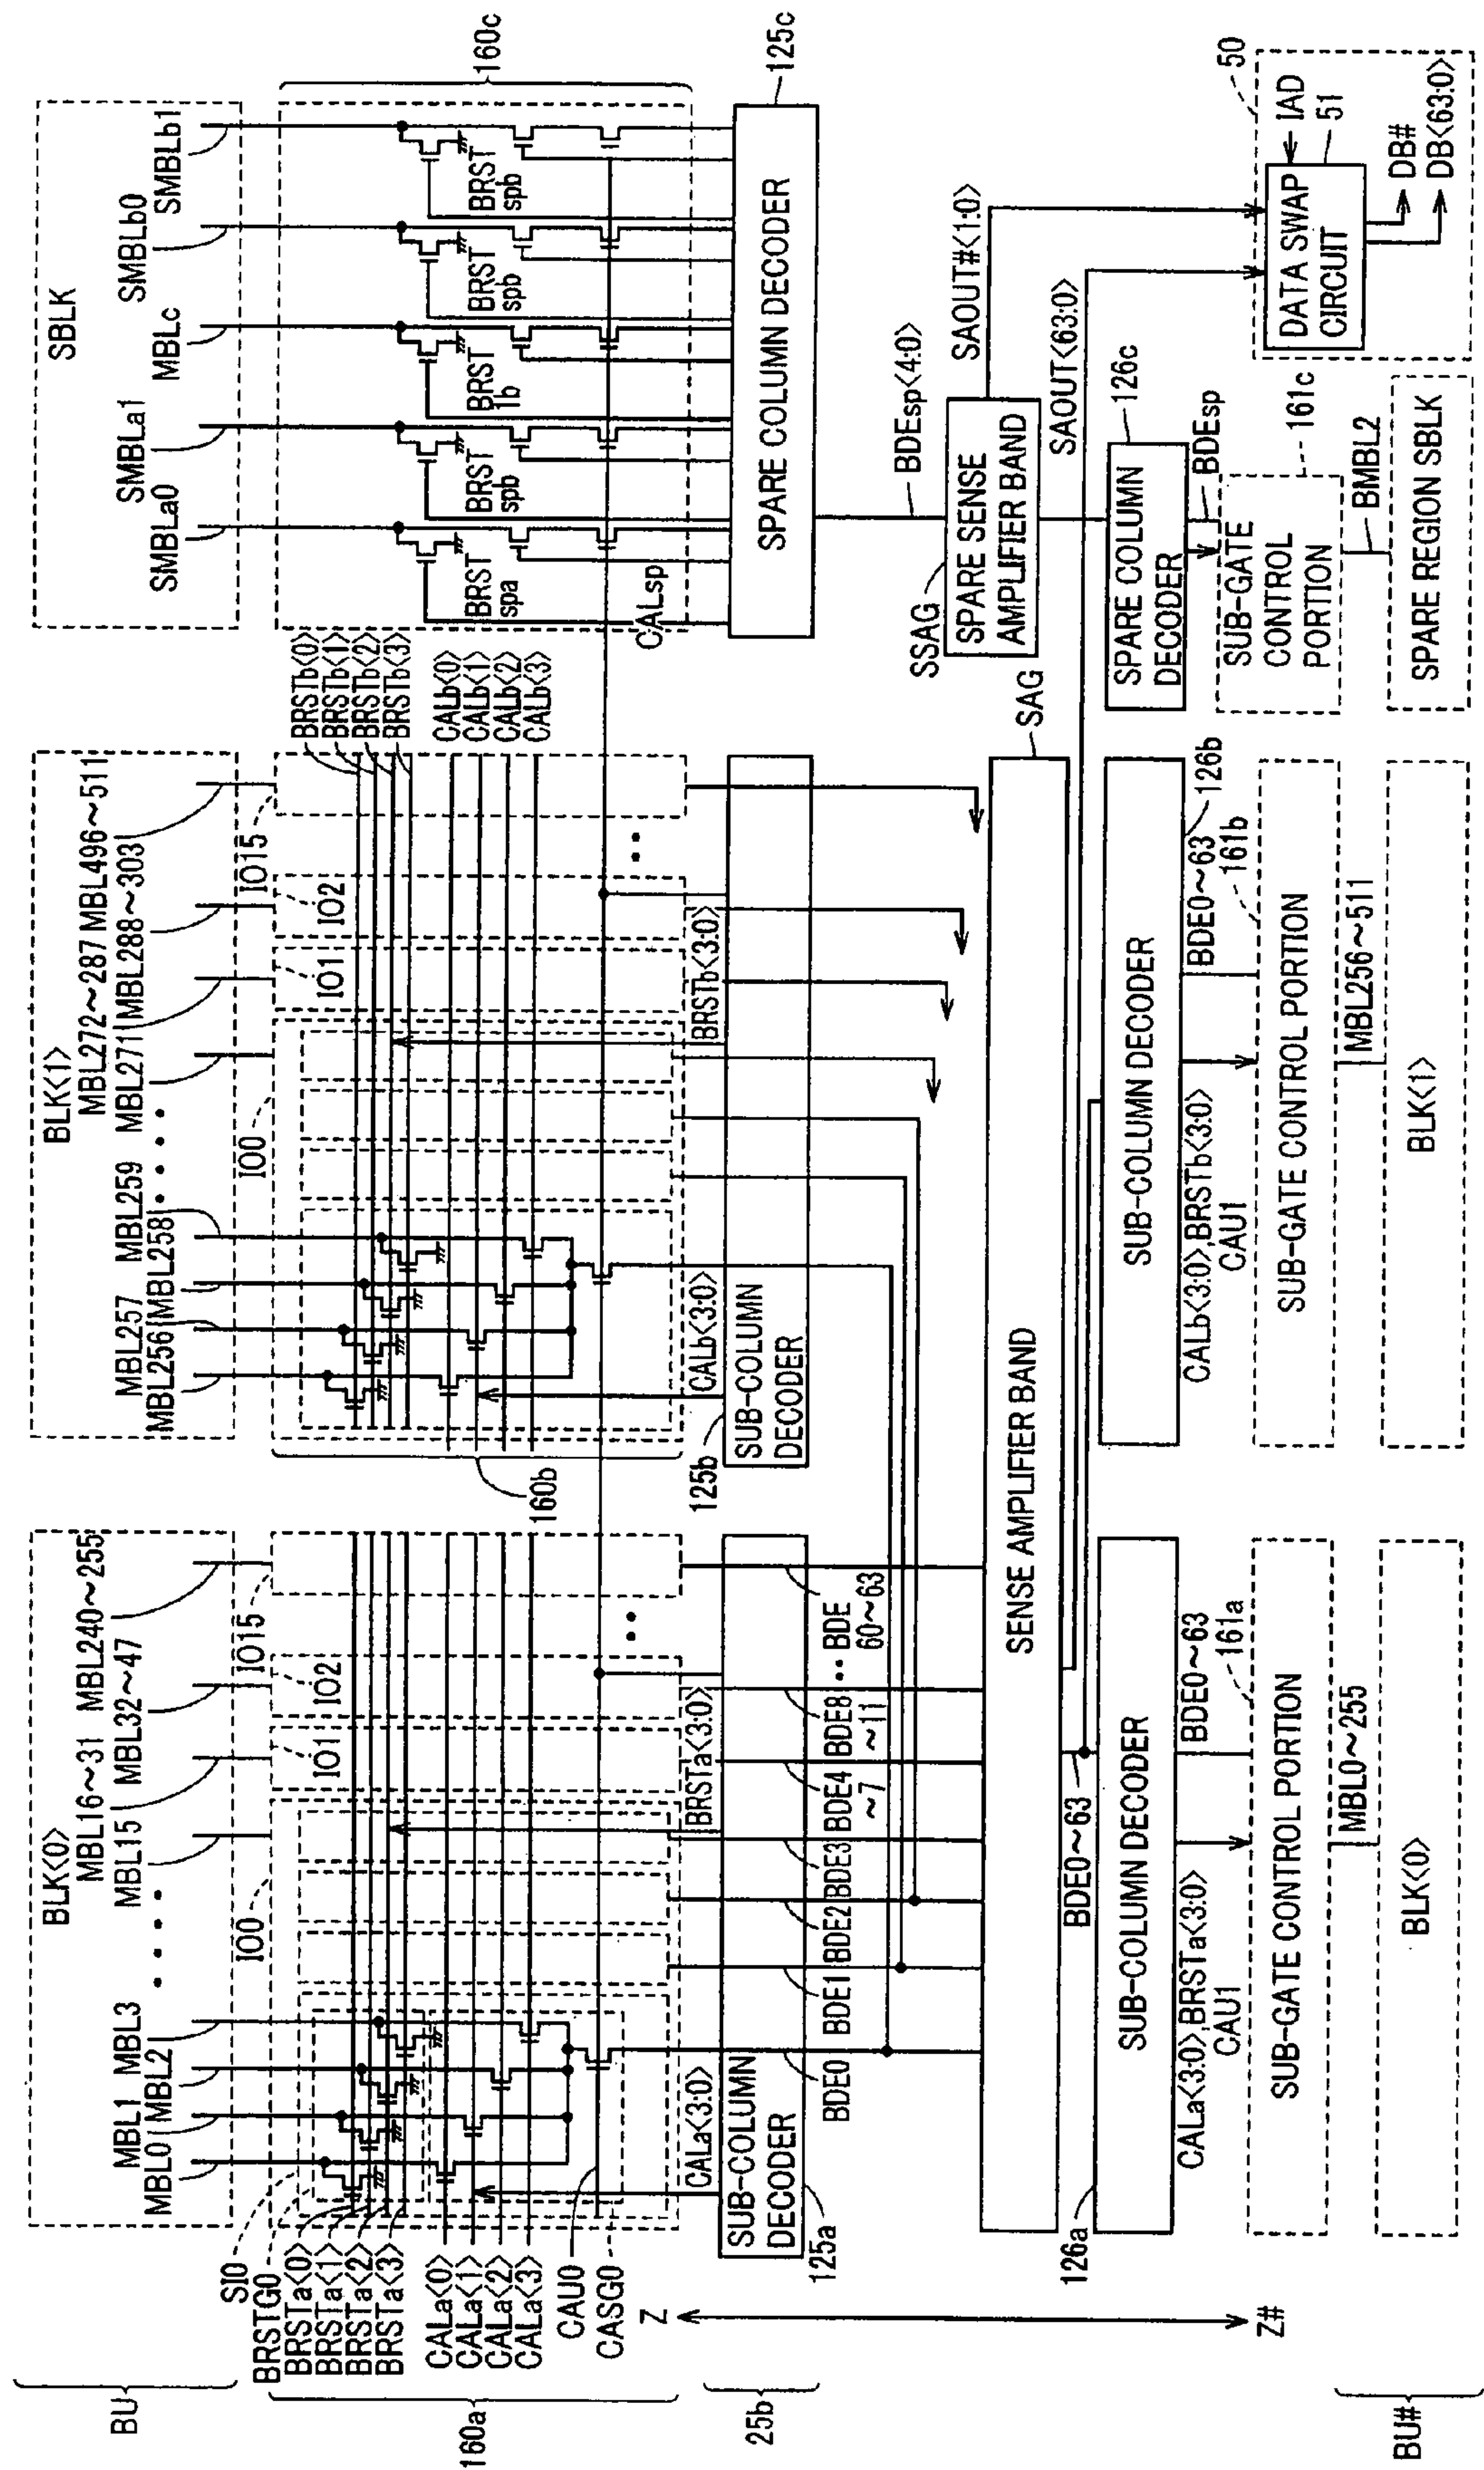 BU
BLK<0>
MBL0
MBL1
MBL2
MBL3
MBL15
MBL16~31
MBL32~47
MBL240~255
BLK<1>
MBL256
MBL257
MBL258
MBL259
MBL271
MBL272~287
MBL288~303
MBL496~511
SBLK
SMBLa0
SMBLa1
MBLc
SMBLb0
SMBLb1
SI0
BRSTG0
BRSTa<0>
BRSTa<1>
BRSTa<2>
BRSTa<3>
CALa<0>
CALa<1>
CALa<2>
CALa<3>
CAU0
CASG0
160a
IO0
IO1
IO2
IO15
IO0
IO1
IO2
IO15
160b
BRSTb<0>
BRSTb<1>
BRSTb<2>
BRSTb<3>
CALb<0>
CALb<1>
CALb<2>
CALb<3>
BRST
spa
BRST
spb
BRST
1b
BRST
spb
BRST
spb
CALsp
160c
25b
125a
SUB-COLUMN
DECODER
CALa<3:0>
BRSTa<3:0>
125b
SUB-COLUMN
DECODER
CALb<3:0>
BRSTb<3:0>
SPARE COLUMN DECODER
125c
Z
Z#
BDE0
BDE1
BDE2
BDE3
BDE4
~7
BDE8
~11
BDE
60~63
SENSE AMPLIFIER BAND
SAG
SSAG
SPARE SENSE
AMPLIFIER BAND
BDEsp<4:0>
SAOUT#<1:0>
SAOUT<63:0>
50
DATA SWAP
CIRCUIT
IAD
51
DB#
DB<63:0>
126a
BDE0~63
SUB-COLUMN DECODER
CALa<3:0>,BRSTa<3:0>
CAU1
BDE0~63
161a
SUB-GATE CONTROL PORTION
MBL0~255
BLK<0>
SUB-COLUMN DECODER
126b
CALb<3:0>,BRSTb<3:0>
CAU1
BDE0~63
161b
SUB-GATE CONTROL PORTION
MBL256~511
BLK<1>
SPARE COLUMN
DECODER
126c
BDEsp
SUB-GATE
CONTROL
PORTION
161c
BMBL2
SPARE REGION SBLK
BU#